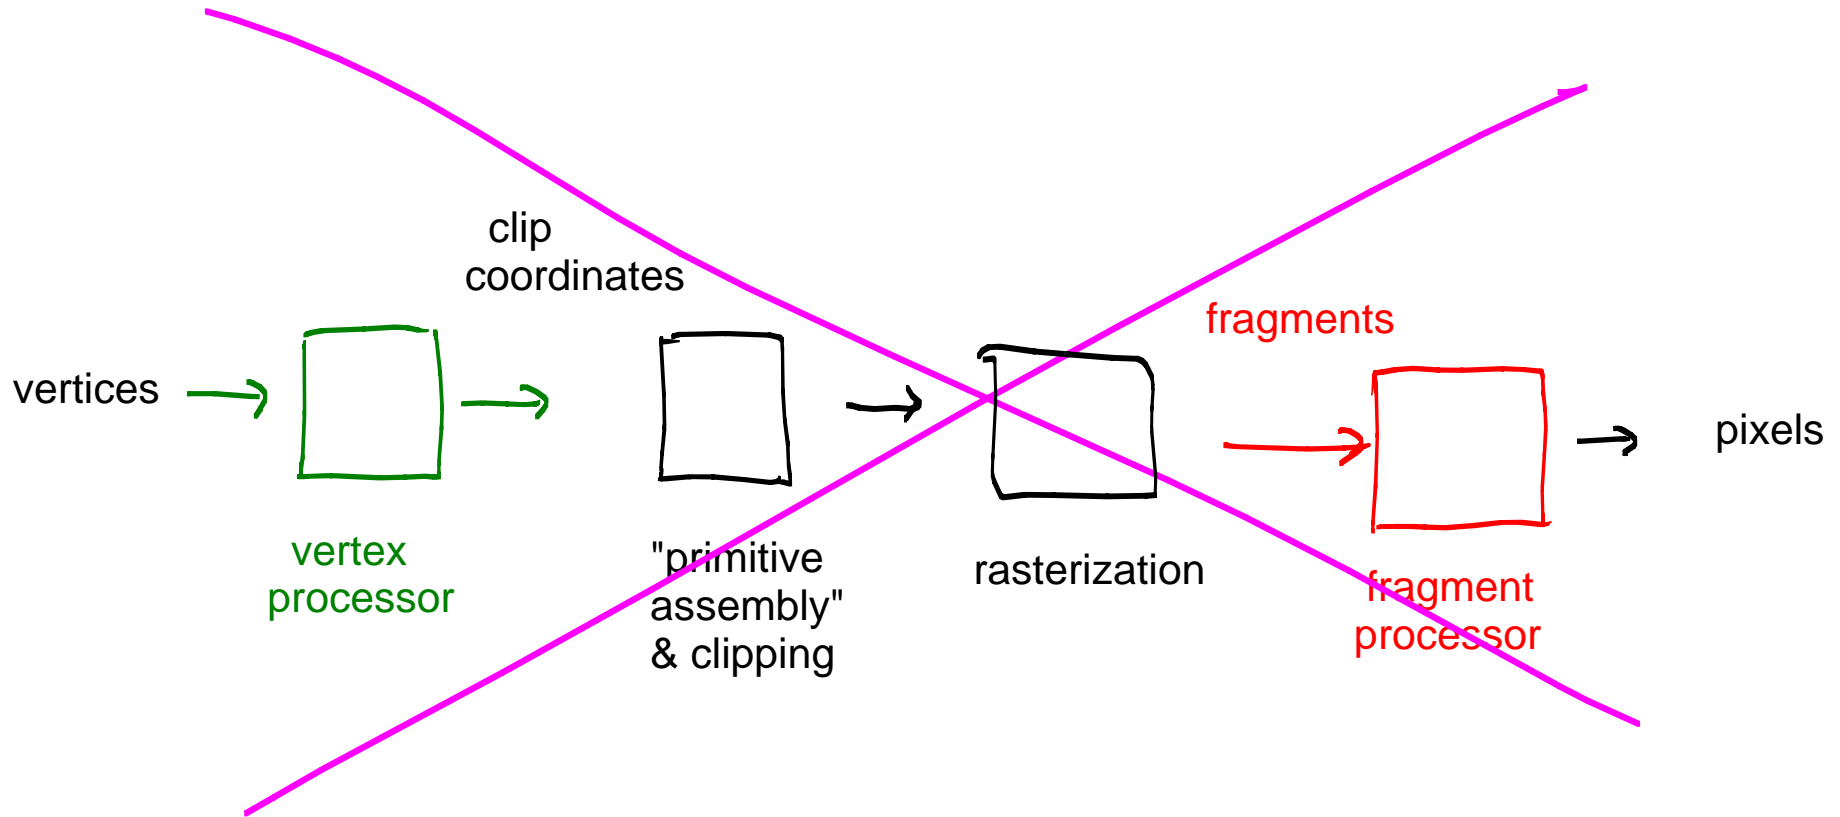 clip
coordinates
fragments
vertices
pixels
vertex
processor
"primitive
assembly"
& clipping
rasterization
fragment
processor